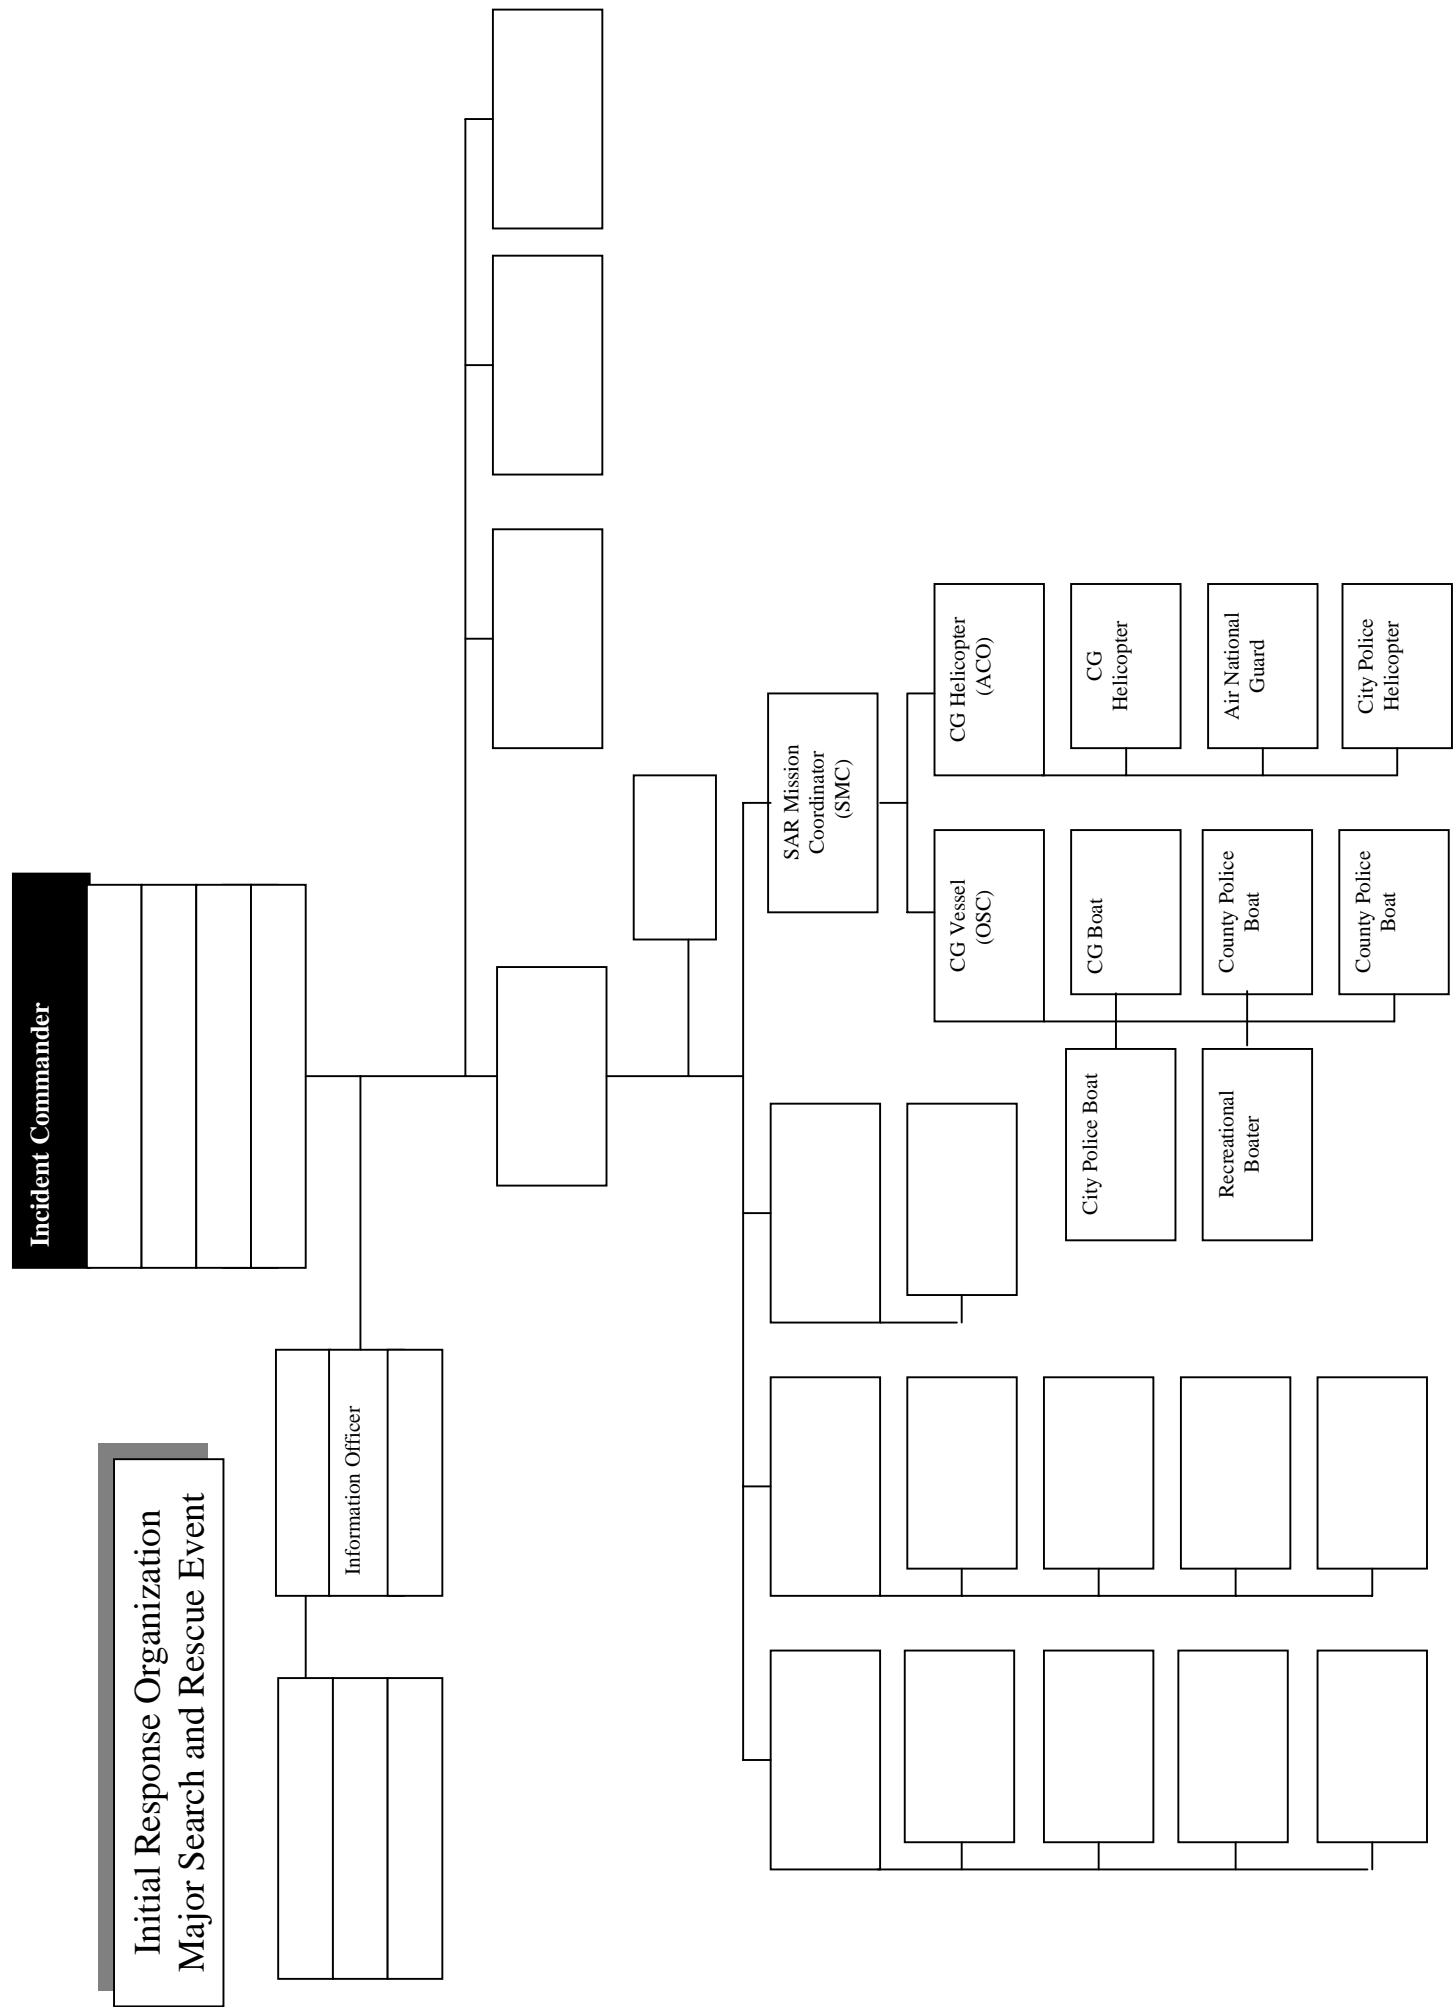 Initial Response Organization
Major Search and Rescue Event
Incident Commander
Information Officer
SAR Mission
Coordinator
(SMC)
CG Vessel
(OSC)
CG Helicopter
(ACO)
City Police Boat
CG Boat
CG
Helicopter
Recreational
Boater
County Police
Boat
Air National
Guard
County Police
Boat
City Police
Helicopter